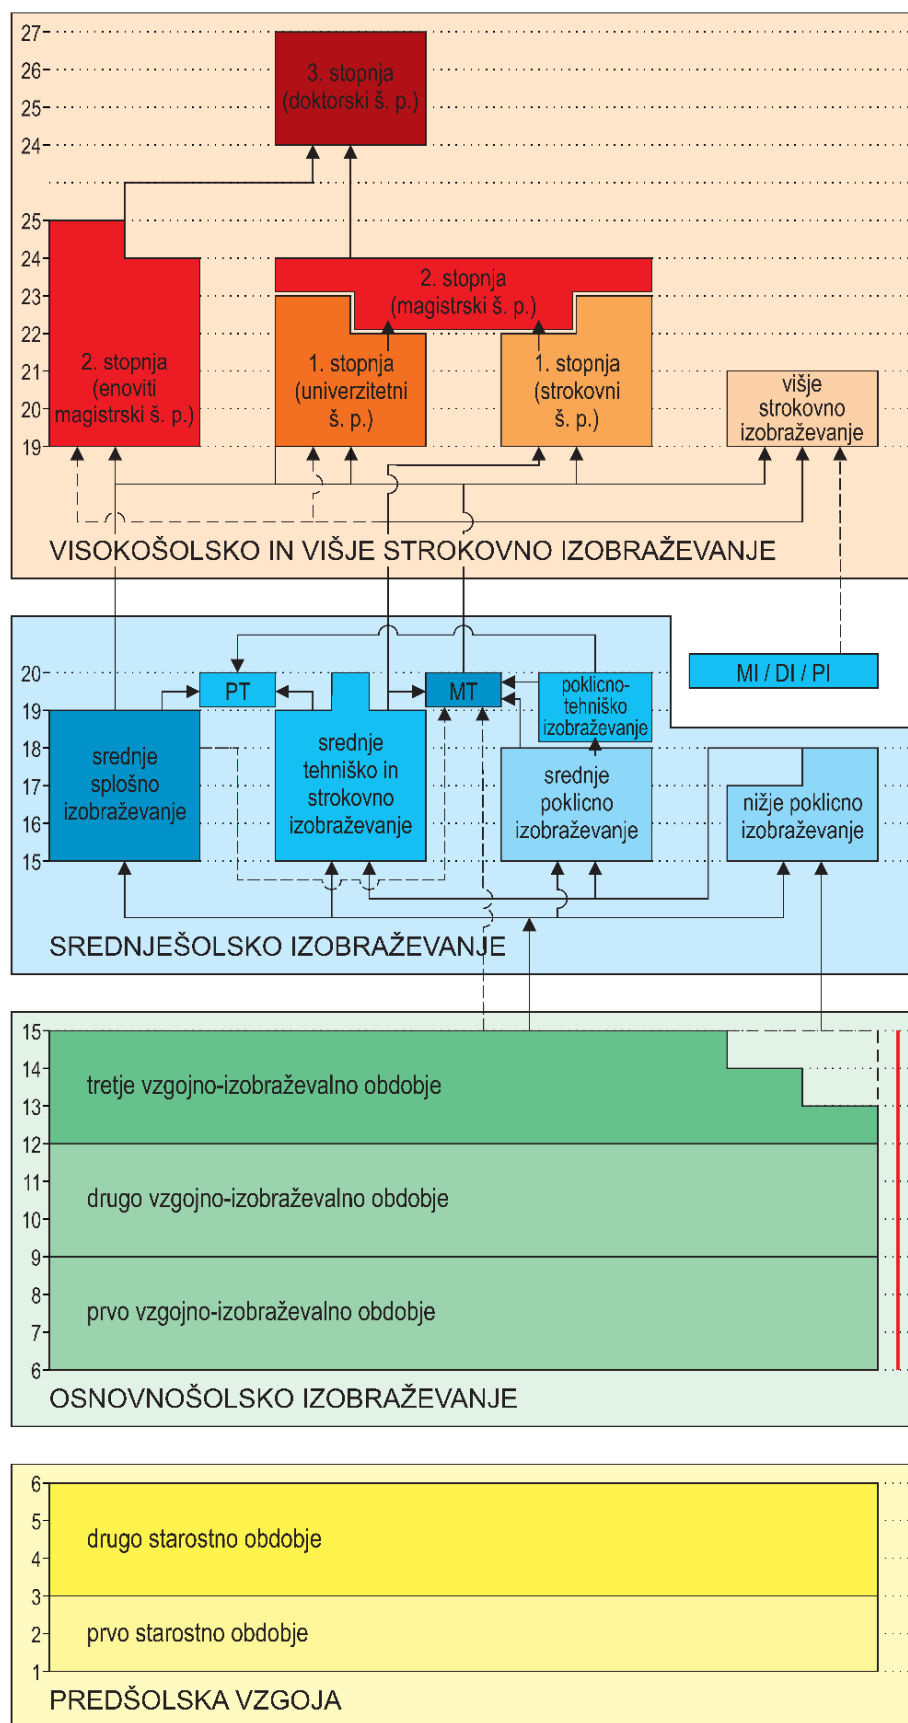 27
26
25
24
25
24
23
22
21
20
19
3. stopnja
(doktorski š. p.)
2. stopnja
(magistrski š. p.)
2. stopnja
(enoviti
magistrski š. p.)
1. stopnja
(univerzitetni
š. p.)
1. stopnja
(strokovni
š. p.)
višje
strokovno
izobraževanje
VISOKOŠOLSKO IN VIŠJE STROKOVNO IZOBRAŽEVANJE
20
19
18
17
16
15
PT
MT
poklicno-
tehniško
izobraževanje
MI / DI / PI
srednje
splošno
izobraževanje
srednje
tehniško in
strokovno
izobraževanje
srednje
poklicno
izobraževanje
nižje poklicno
izobraževanje
SREDNJEŠOLSKO IZOBRAŽEVANJE
15
14
13
12
11
10
9
8
7
6
tretje vzgojno-izobraževalno obdobje
drugo vzgojno-izobraževalno obdobje
prvo vzgojno-izobraževalno obdobje
OSNOVNOŠOLSKO IZOBRAŽEVANJE
6
5
4
3
2
1
drugo starostno obdobje
prvo starostno obdobje
PREDŠOLSKA VZGOJA